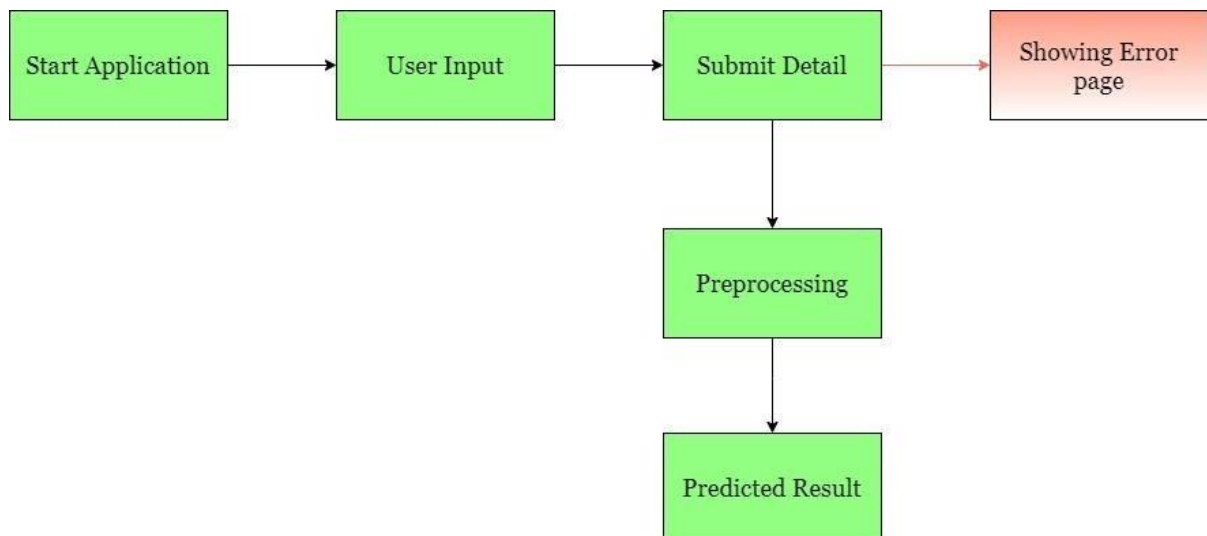 Start Application
User Input
Submit Detail
Showing Error
page
Preprocessing
Predicted Result